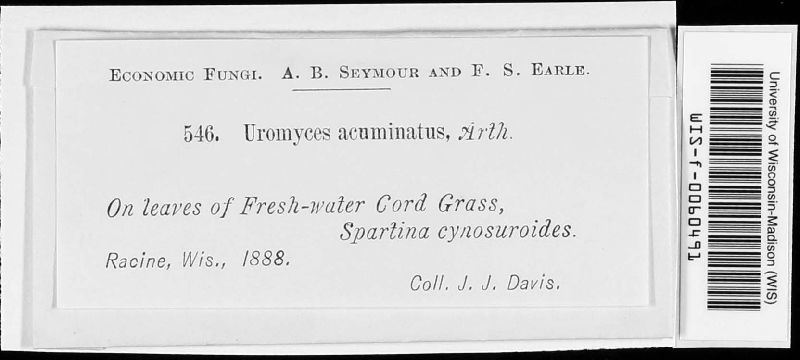 Economic Fungi. A. B. Seymour and F. S. Earle.
546. Uromyces acuminatus, Arth.
On leaves of Fresh-water Cord Grass,
Spartina cynosuroides.
Racine, Wis., 1888.
Coll. J. J. Davis.
University of Wisconsin-Madison (WIS)
WIS-f-0060491